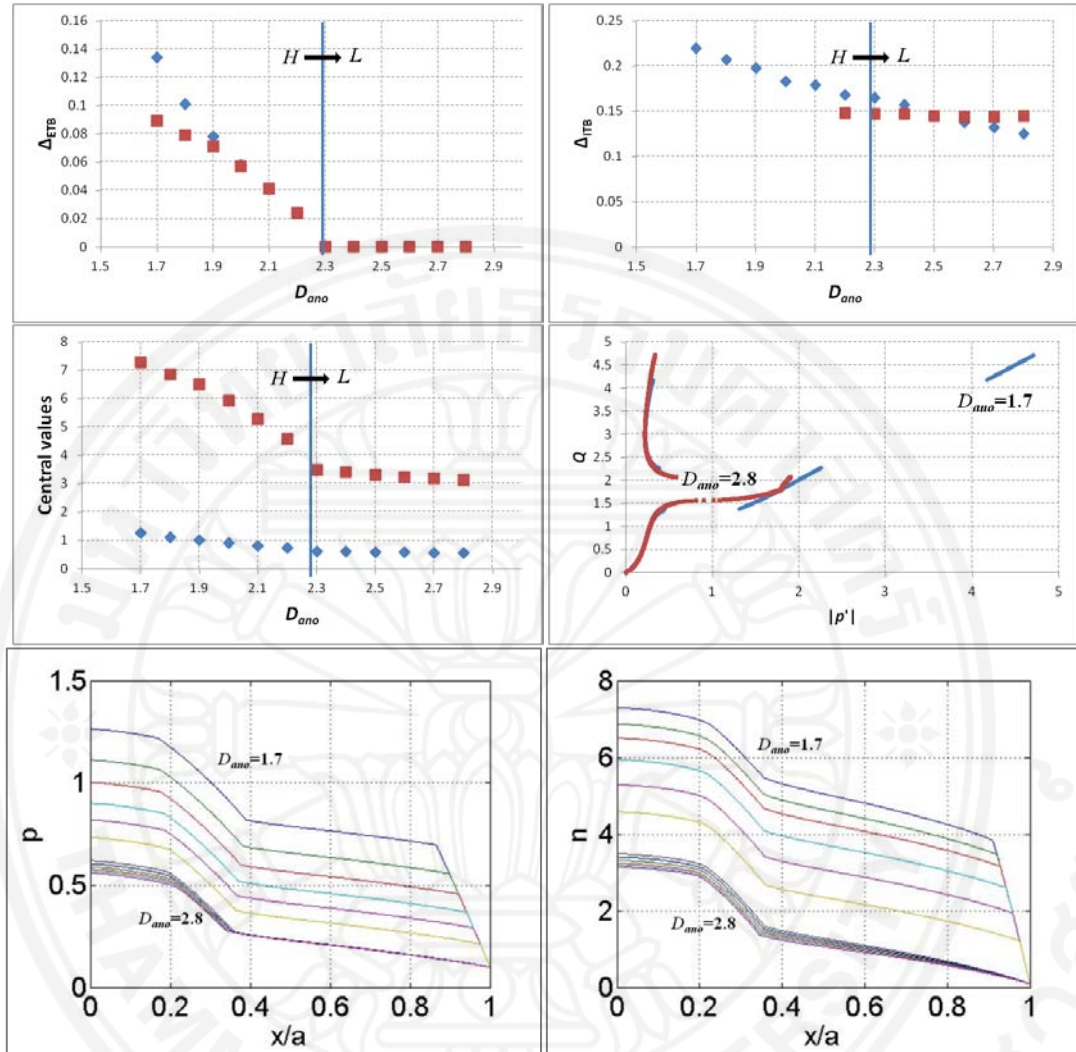 0.16
0.14
0.12
0.1
0.08
0.06
0.04
0.02
0
Δ_ETB
H L
1.5 1.7 1.9 2.1 2.3 2.5 2.7 2.9
D_ano
0.25
0.2
0.15
0.1
0.05
0
Δ_ITB
H L
1.5 1.7 1.9 2.1 2.3 2.5 2.7 2.9
D_ano
8
7
6
5
4
3
2
1
0
Central values
H L
1.5 1.7 1.9 2.1 2.3 2.5 2.7 2.9
D_ano
5
4.5
4
3.5
3
2.5
2
1.5
1
0.5
0
Q
D_ano=1.7
D_ano=2.8
0 1 2 3 4 5
|p'|
1.5
1
0.5
0
p
D_ano=1.7
D_ano=2.8
0 0.2 0.4 0.6 0.8 1
x/a
8
6
4
2
0
n
D_ano=1.7
D_ano=2.8
0 0.2 0.4 0.6 0.8 1
x/a